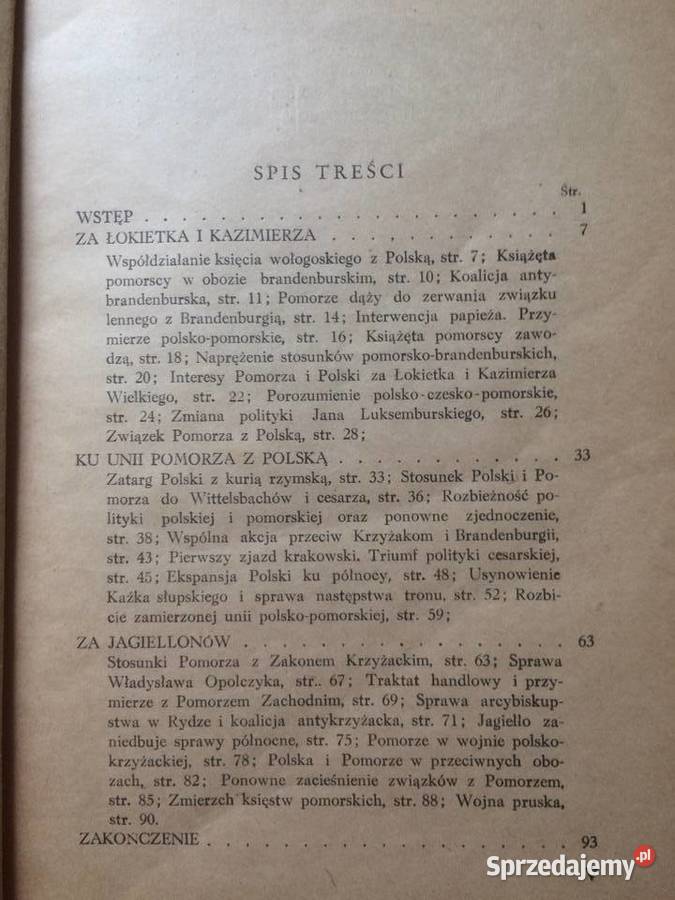 SPIS TREŚCI
Str.
WSTĘP . . . . . . . . . . . . . . . . . . . . . . 1
ZA ŁOKIETKA I KAZIMIERZA . . . . . . . . . . . . 7
Współdziałanie księcia wołogoskiego z Polską, str. 7; Książęta
pomorscy w obozie brandenburskim, str. 10; Koalicja anty-
brandenburska, str. 11; Pomorze dąży do zerwania związku
lennego z Brandenburgią, str. 14; Interwencja papieża. Przy-
mierze polsko-pomorskie, str. 16; Książęta pomorscy zawo-
dzą, str. 18; Naprężenie stosunków pomorsko-brandenburskich,
str. 20; Interesy Pomorza i Polski za Łokietka i Kazimierza
Wielkiego, str. 22; Porozumienie polsko-czesko-pomorskie,
str. 24; Zmiana polityki Jana Luksemburskiego, str. 26;
Związek Pomorza z Polską, str. 28;
KU UNII POMORZA Z POLSKĄ . . . . . . . . . . . . 33
Zatarg Polski z kurią rzymską, str. 33; Stosunek Polski i Po-
morza do Wittelsbachów i cesarza, str. 36; Rozbieżność po-
lityki polskiej i pomorskiej oraz ponowne zjednoczenie,
str. 38; Wspólna akcja przeciw Krzyżakom i Brandenburgii,
str. 43; Pierwszy zjazd krakowski. Triumf polityki cesarskiej,
str. 45; Ekspansja Polski ku północy, str. 48; Usynowienie
Kaźka słupskiego i sprawa następstwa tronu, str. 52; Rozbi-
cie zamierzonej unii polsko-pomorskiej, str. 59;
ZA JAGIELLONÓW . . . . . . . . . . . . . . . . . 63
Stosunki Pomorza z Zakonem Krzyżackim, str. 63; Sprawa
Władysława Opolczyka, str.. 67; Traktat handlowy i przy-
mierze z Pomorzem Zachodnim, str. 69; Sprawa arcybiskup-
stwa w Rydze i koalicja antykrzyżacka, str. 71; Jagiełło za-
niedbuje sprawy północne, str. 75; Pomorze w wojnie polsko-
krzyżackiej, str. 78; Polska i Pomorze w przeciwnych obo-
zach, str. 82; Ponowne zacieśnienie związków z Pomorzem,
str. 85; Zmierzch księstw pomorskich, str. 88; Wojna pruska,
str. 90.
ZAKOŃCZENIE . . . . . . . . . . . . . . . . . . . 93
V
Sprzedajemy.pl